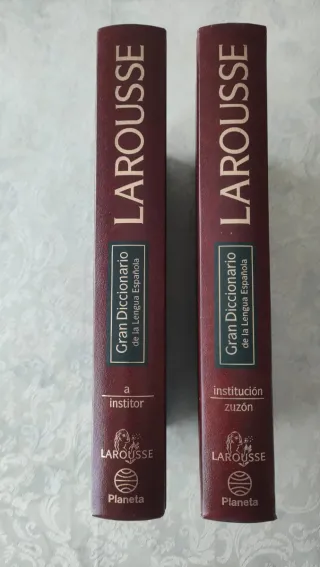 LAROUSSE
Gran Diccionario
de la Lengua Española
a
institor
LAROUSSE
Planeta
LAROUSSE
Gran Diccionario
de la Lengua Española
institución
zuzón
LAROUSSE
Planeta